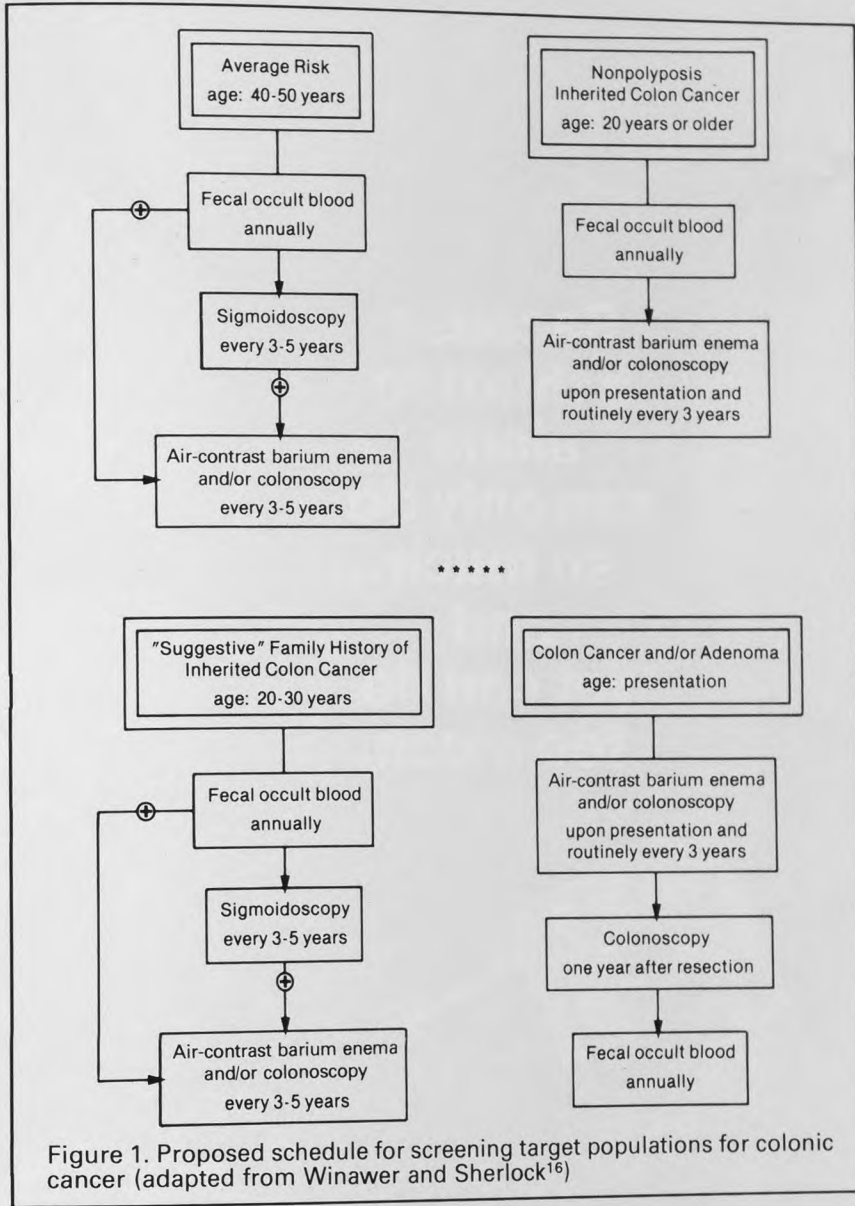 Average Risk
age: 40-50 years
Fecal occult blood
annually
Sigmoidoscopy
every 3-5 years
Air-contrast barium enema
and/or colonoscopy
every 3-5 years
Nonpolyposis
Inherited Colon Cancer
age: 20 years or older
Fecal occult blood
annually
Air-contrast barium enema
and/or colonoscopy
upon presentation and
routinely every 3 years
* * * * *
"Suggestive" Family History of
Inherited Colon Cancer
age: 20-30 years
Fecal occult blood
annually
Sigmoidoscopy
every 3-5 years
Air-contrast barium enema
and/or colonoscopy
every 3-5 years
Colon Cancer and/or Adenoma
age: presentation
Air-contrast barium enema
and/or colonoscopy
upon presentation and
routinely every 3 years
Colonoscopy
one year after resection
Fecal occult blood
annually
Figure 1. Proposed schedule for screening target populations for colonic
cancer (adapted from Winawer and Sherlock¹⁶)